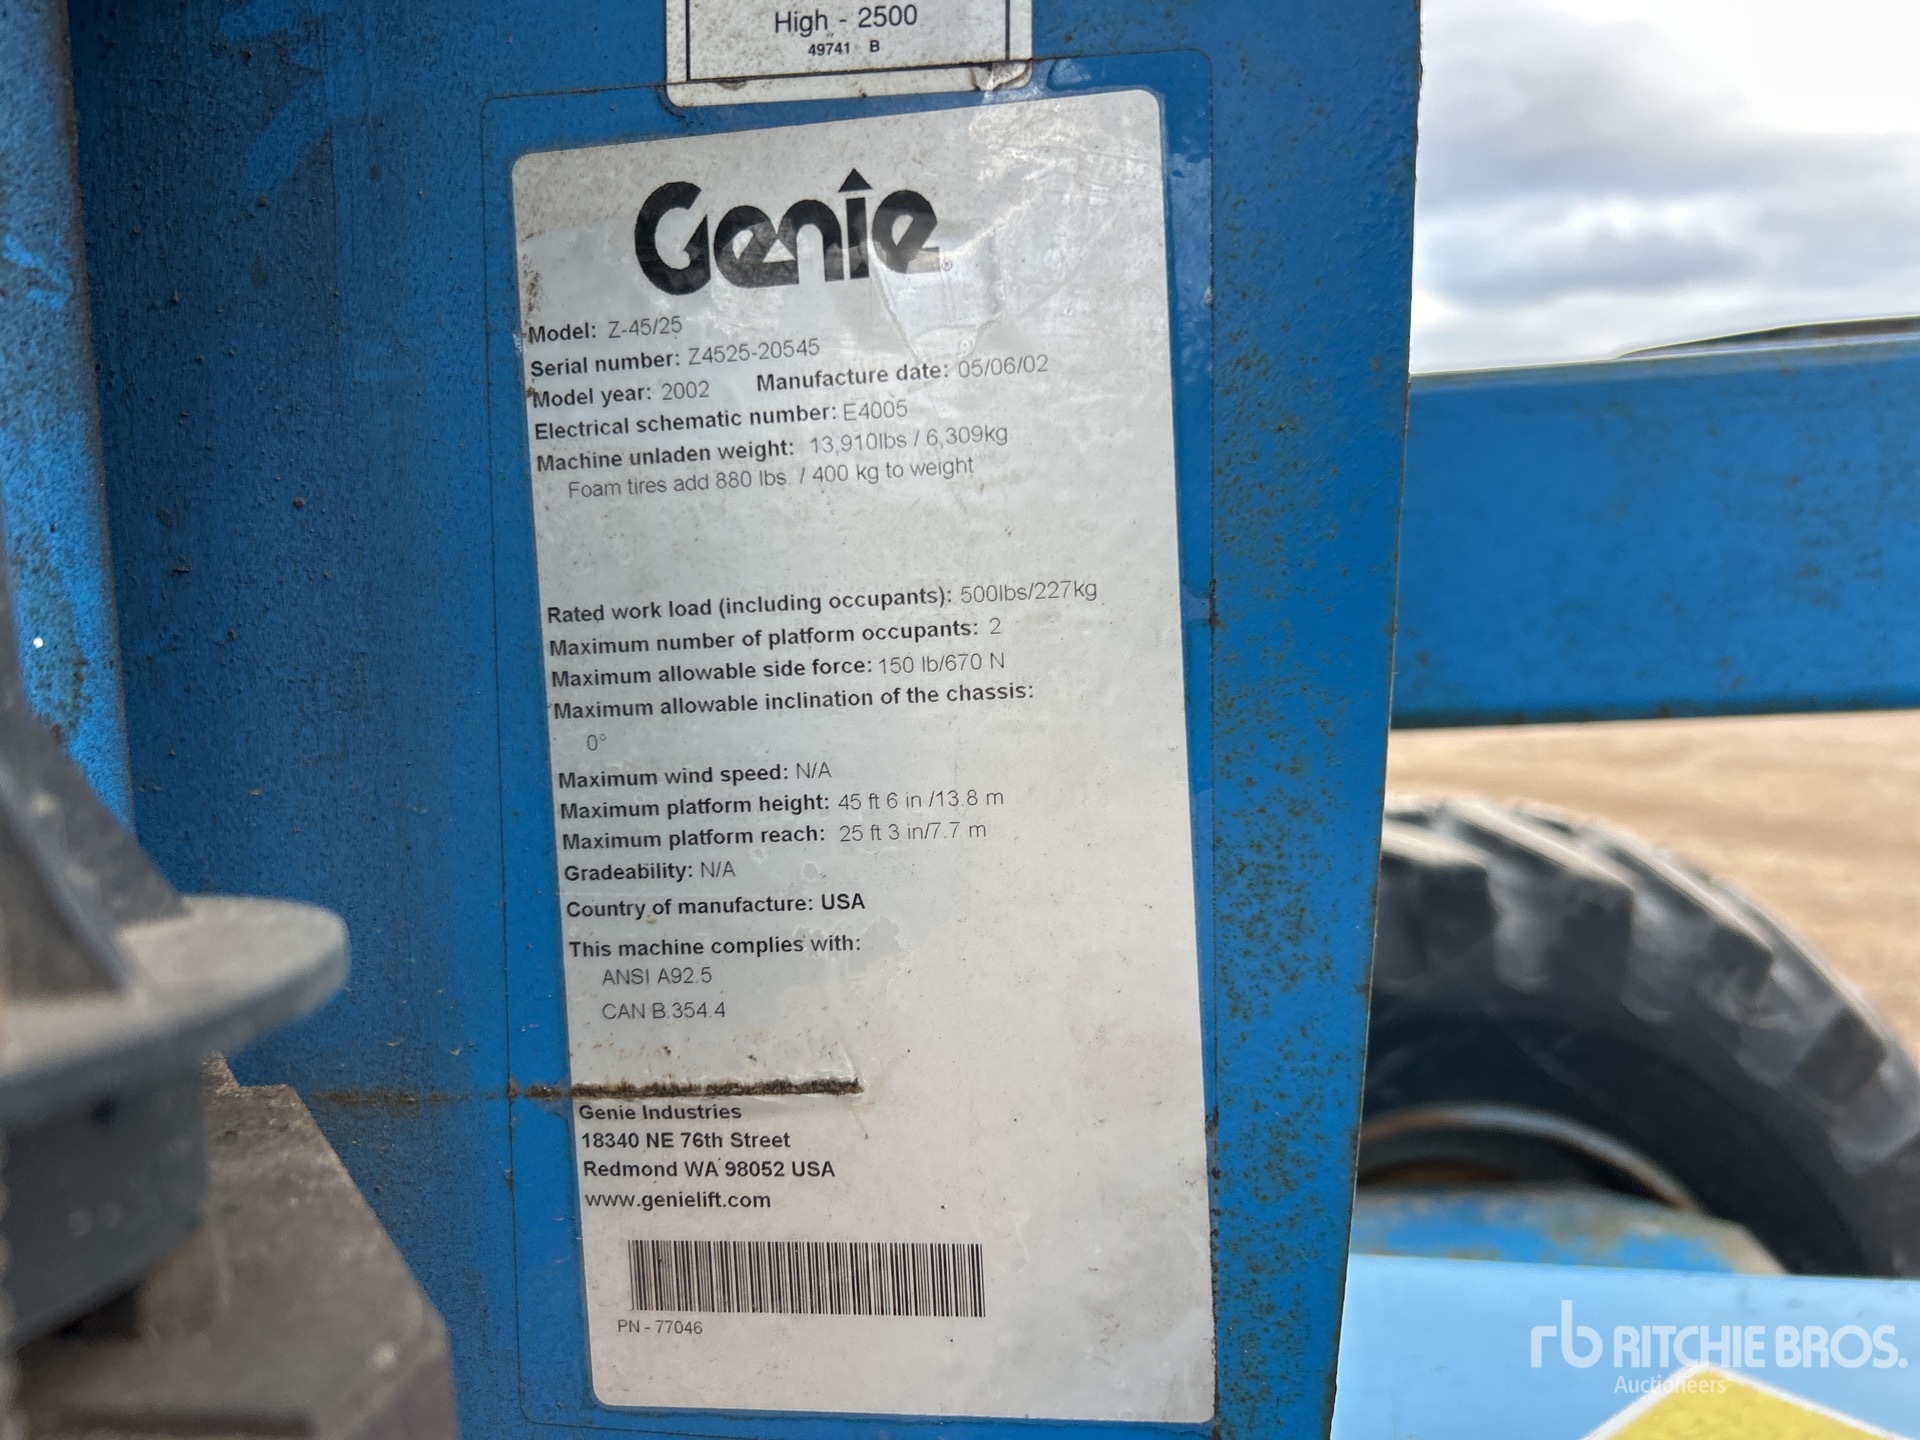 High - 2500
49741 B
Genie
Model: Z-45/25
Serial number: Z4525-20545
Model year: 2002 Manufacture date: 05/06/02
Electrical schematic number: E4005
Machine unladen weight: 13,910lbs / 6,309kg
Foam tires add 880 lbs. / 400 kg to weight
Rated work load (including occupants): 500lbs/227kg
Maximum number of platform occupants: 2
Maximum allowable side force: 150 lb/670 N
Maximum allowable inclination of the chassis:
0°
Maximum wind speed: N/A
Maximum platform height: 45 ft 6 in /13.8 m
Maximum platform reach: 25 ft 3 in/7.7 m
Gradeability: N/A
Country of manufacture: USA
This machine complies with:
ANSI A92.5
CAN B.354.4
Genie Industries
18340 NE 76th Street
Redmond WA 98052 USA
www.genielift.com
PN - 77046
rb RITCHIE BROS.
Auctioneers